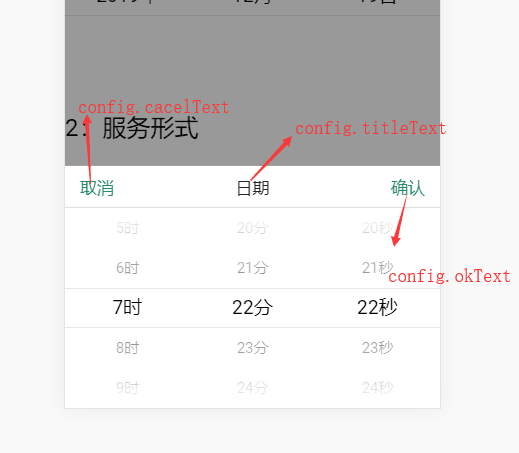 config.cacelText
2：服务形式
config.titleText
取消 日期 确认
5时 20分 20秒
6时 21分 21秒
config.okText
7时 22分 22秒
8时 23分 23秒
9时 24分 24秒